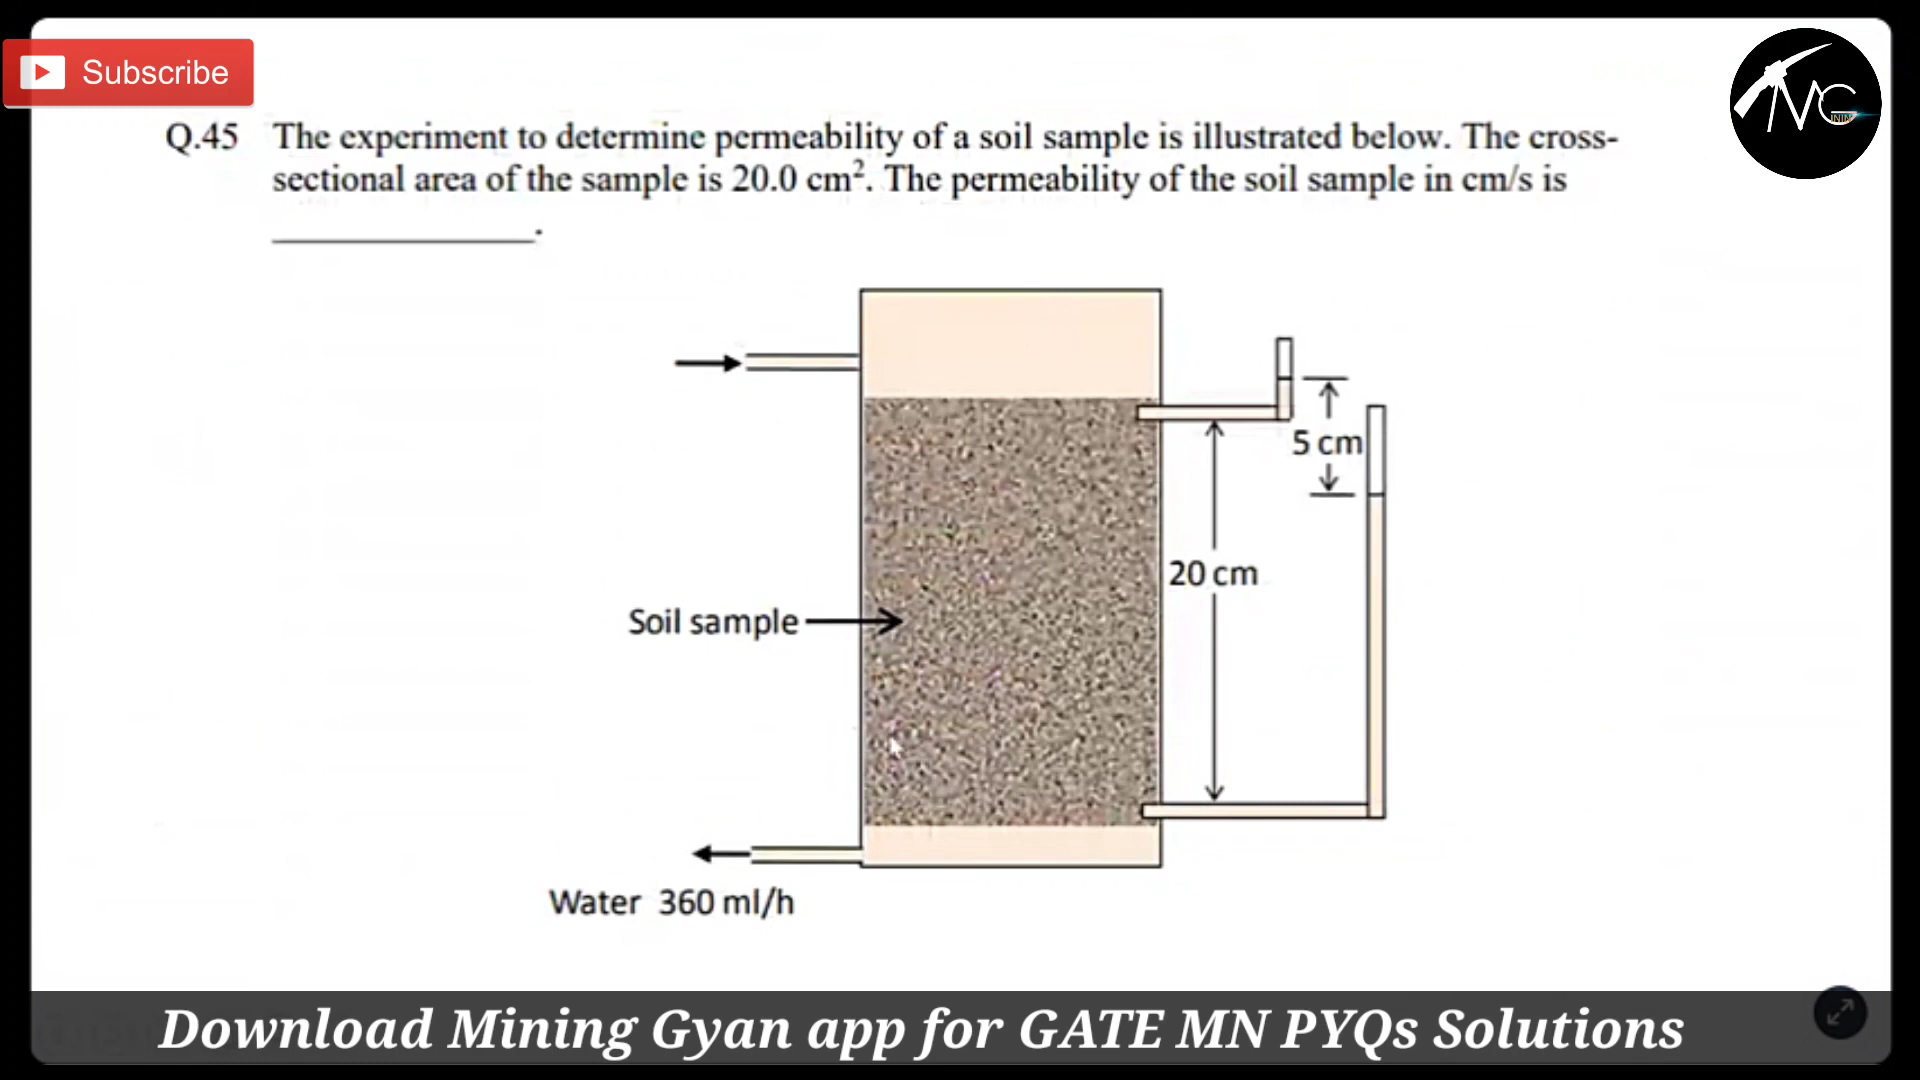 Subscribe
Q.45 The experiment to determine permeability of a soil sample is illustrated below. The cross-
sectional area of the sample is 20.0 cm². The permeability of the soil sample in cm/s is
____________.
5 cm
20 cm
Soil sample
Water 360 ml/h
Download Mining Gyan app for GATE MN PYQs Solutions